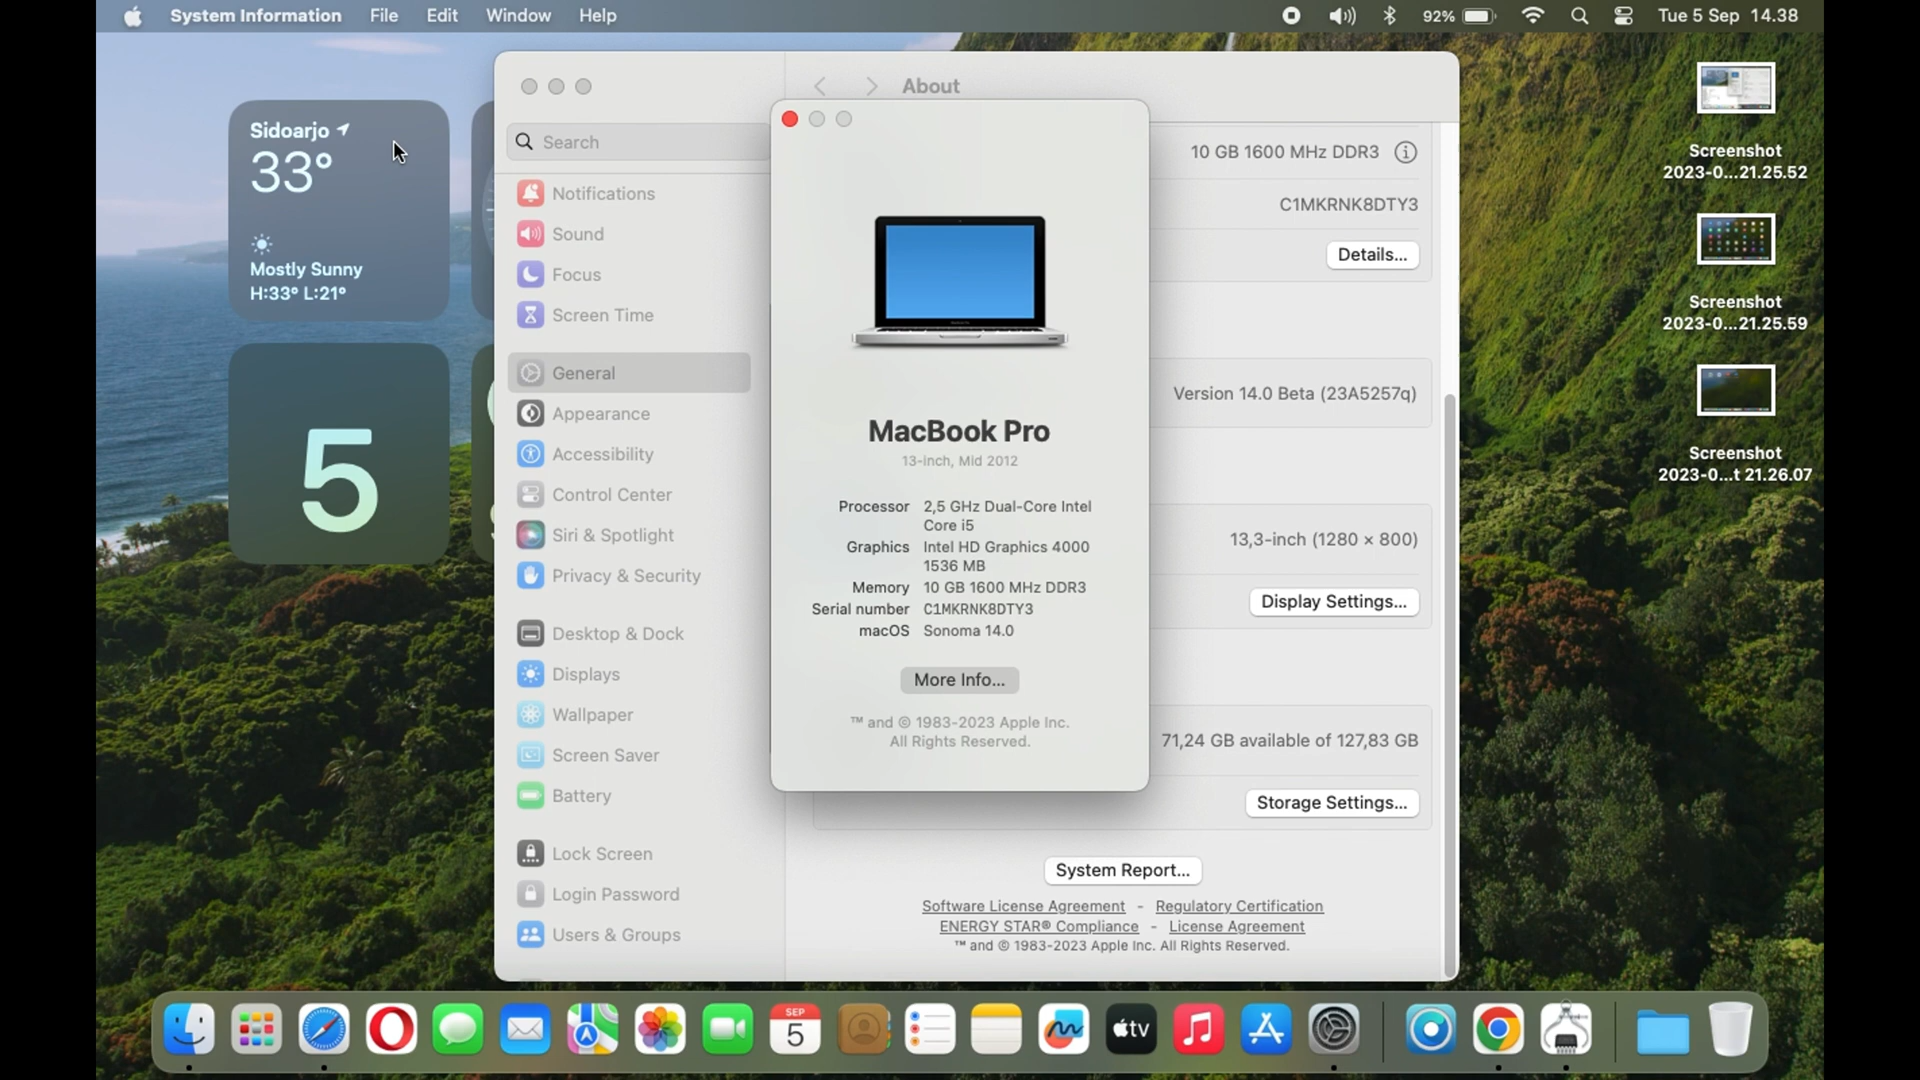 System Information File Edit Window Help 92% Tue 5 Sep 14.38
Sidoarjo
33°
Mostly Sunny
H:33° L:21°
5
Search
Notifications
Sound
Focus
Screen Time
General
Appearance
Accessibility
Control Center
Siri & Spotlight
Privacy & Security
Desktop & Dock
Displays
Wallpaper
Screen Saver
Battery
Lock Screen
Login Password
Users & Groups
About
10 GB 1600 MHz DDR3
C1MKRNK8DTY3
Details...
Version 14.0 Beta (23A5257q)
13,3-inch (1280 × 800)
Display Settings...
71,24 GB available of 127,83 GB
Storage Settings...
System Report...
Software License Agreement - Regulatory Certification
ENERGY STAR® Compliance - License Agreement
™ and © 1983-2023 Apple Inc. All Rights Reserved.
MacBook Pro
13-inch, Mid 2012
Processor 2,5 GHz Dual-Core Intel
Core i5
Graphics Intel HD Graphics 4000
1536 MB
Memory 10 GB 1600 MHz DDR3
Serial number C1MKRNK8DTY3
macOS Sonoma 14.0
More Info...
™ and © 1983-2023 Apple Inc.
All Rights Reserved.
Screenshot
2023-0...21.25.52
Screenshot
2023-0...21.25.59
Screenshot
2023-0...t 21.26.07
SEP
5
tv